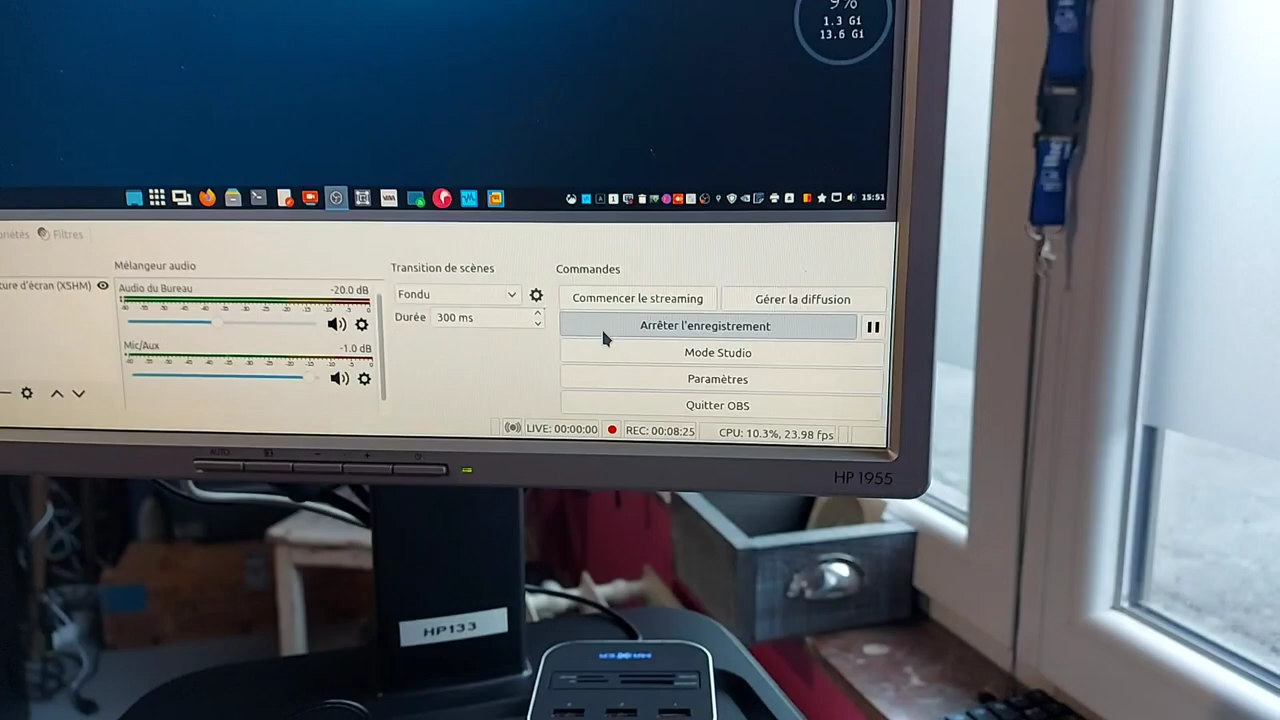 9%
1.3 Gi
13.6 Gi
15:51
riétés Filtres
Mélangeur audio
Transition de scènes
Commandes
ure d'écran (XSHM)
Audio du Bureau
-20.0 dB
Fondu
Commencer le streaming
Gérer la diffusion
Durée 300 ms
Arrêter l'enregistrement
Mic/Aux
-1.0 dB
Mode Studio
Paramètres
Quitter OBS
LIVE: 00:00:00
REC: 00:08:25
CPU: 10.3%, 23.98 fps
AUTO
HP 1955
HP133